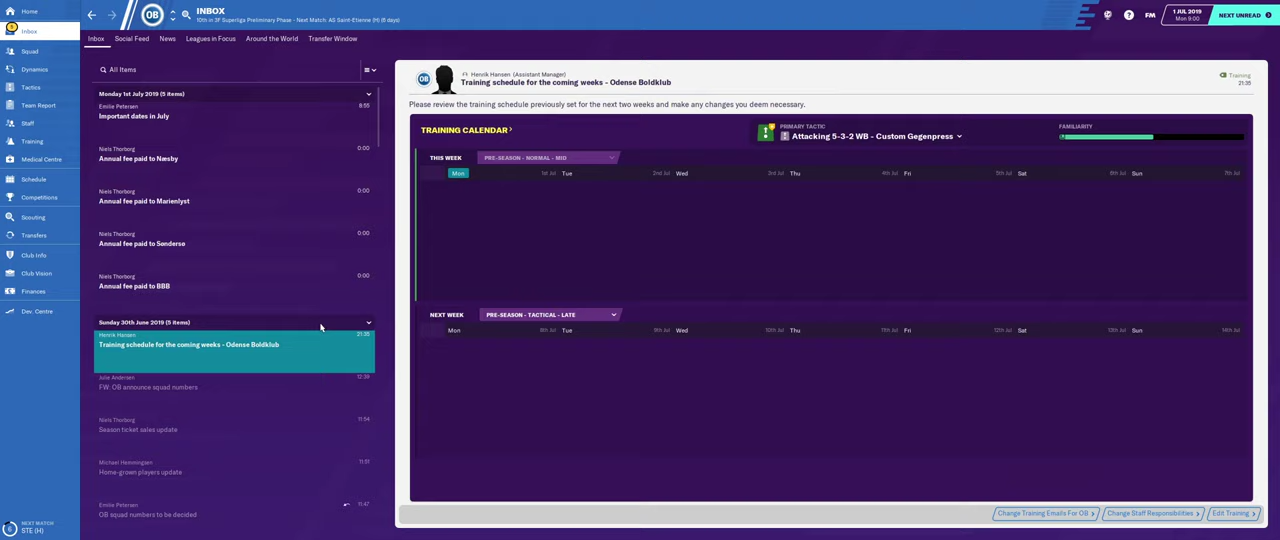 Home
Inbox
Squad
Dynamics
Tactics
Team Report
Staff
Training
Medical Centre
Schedule
Competitions
Scouting
Transfers
Club Info
Club Vision
Finances
Dev. Centre
NEXT MATCH
STE (H)
OB
INBOX
10th in 3F Superliga Preliminary Phase - Next Match: AS Saint-Etienne (H) (6 days)
FM
1 JUL 2019
Mon 9:00
NEXT UNREAD
Inbox
Social Feed
News
Leagues in Focus
Around the World
Transfer Window
All Items
Monday 1st July 2019 (5 items)
Emilie Petersen 8:55
Important dates in July
Niels Thorborg 0:00
Annual fee paid to Næsby
Niels Thorborg 0:00
Annual fee paid to Marienlyst
Niels Thorborg 0:00
Annual fee paid to Søndersø
Niels Thorborg 0:00
Annual fee paid to BBB
Sunday 30th June 2019 (5 items)
Henrik Hansen 21:35
Training schedule for the coming weeks - Odense Boldklub
Julie Andersen 12:39
FW: OB announce squad numbers
Niels Thorborg 11:54
Season ticket sales update
Michael Hemmingsen 11:51
Home-grown players update
Emilie Petersen 11:47
OB squad numbers to be decided
OB
Henrik Hansen (Assistant Manager)
Training schedule for the coming weeks - Odense Boldklub
Training
21:35
Please review the training schedule previously set for the next two weeks and make any changes you deem necessary.
TRAINING CALENDAR
PRIMARY TACTIC
Attacking 5-3-2 WB - Custom Gegenpress
FAMILIARITY
THIS WEEK PRE-SEASON - NORMAL - MID
Mon 1st Jul Tue 2nd Jul Wed 3rd Jul Thu 4th Jul Fri 5th Jul Sat 6th Jul Sun 7th Jul
NEXT WEEK PRE-SEASON - TACTICAL - LATE
Mon 8th Jul Tue 9th Jul Wed 10th Jul Thu 11th Jul Fri 12th Jul Sat 13th Jul Sun 14th Jul
Change Training Emails For OB
Change Staff Responsibilities
Edit Training